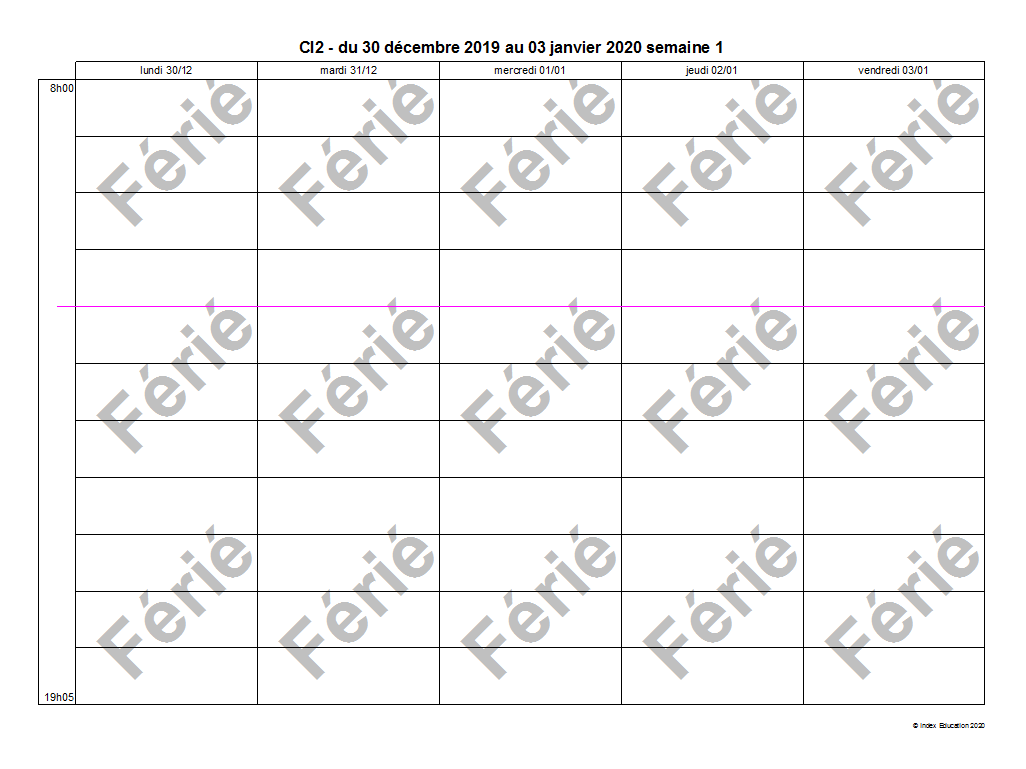 CI2 - du 30 décembre 2019 au 03 janvier 2020 semaine 1
lundi 30/12 mardi 31/12 mercredi 01/01 jeudi 02/01 vendredi 03/01
8h00
Férié Férié Férié Férié Férié
Férié Férié Férié Férié Férié
Férié Férié Férié Férié Férié
19h05
© Index Education 2020